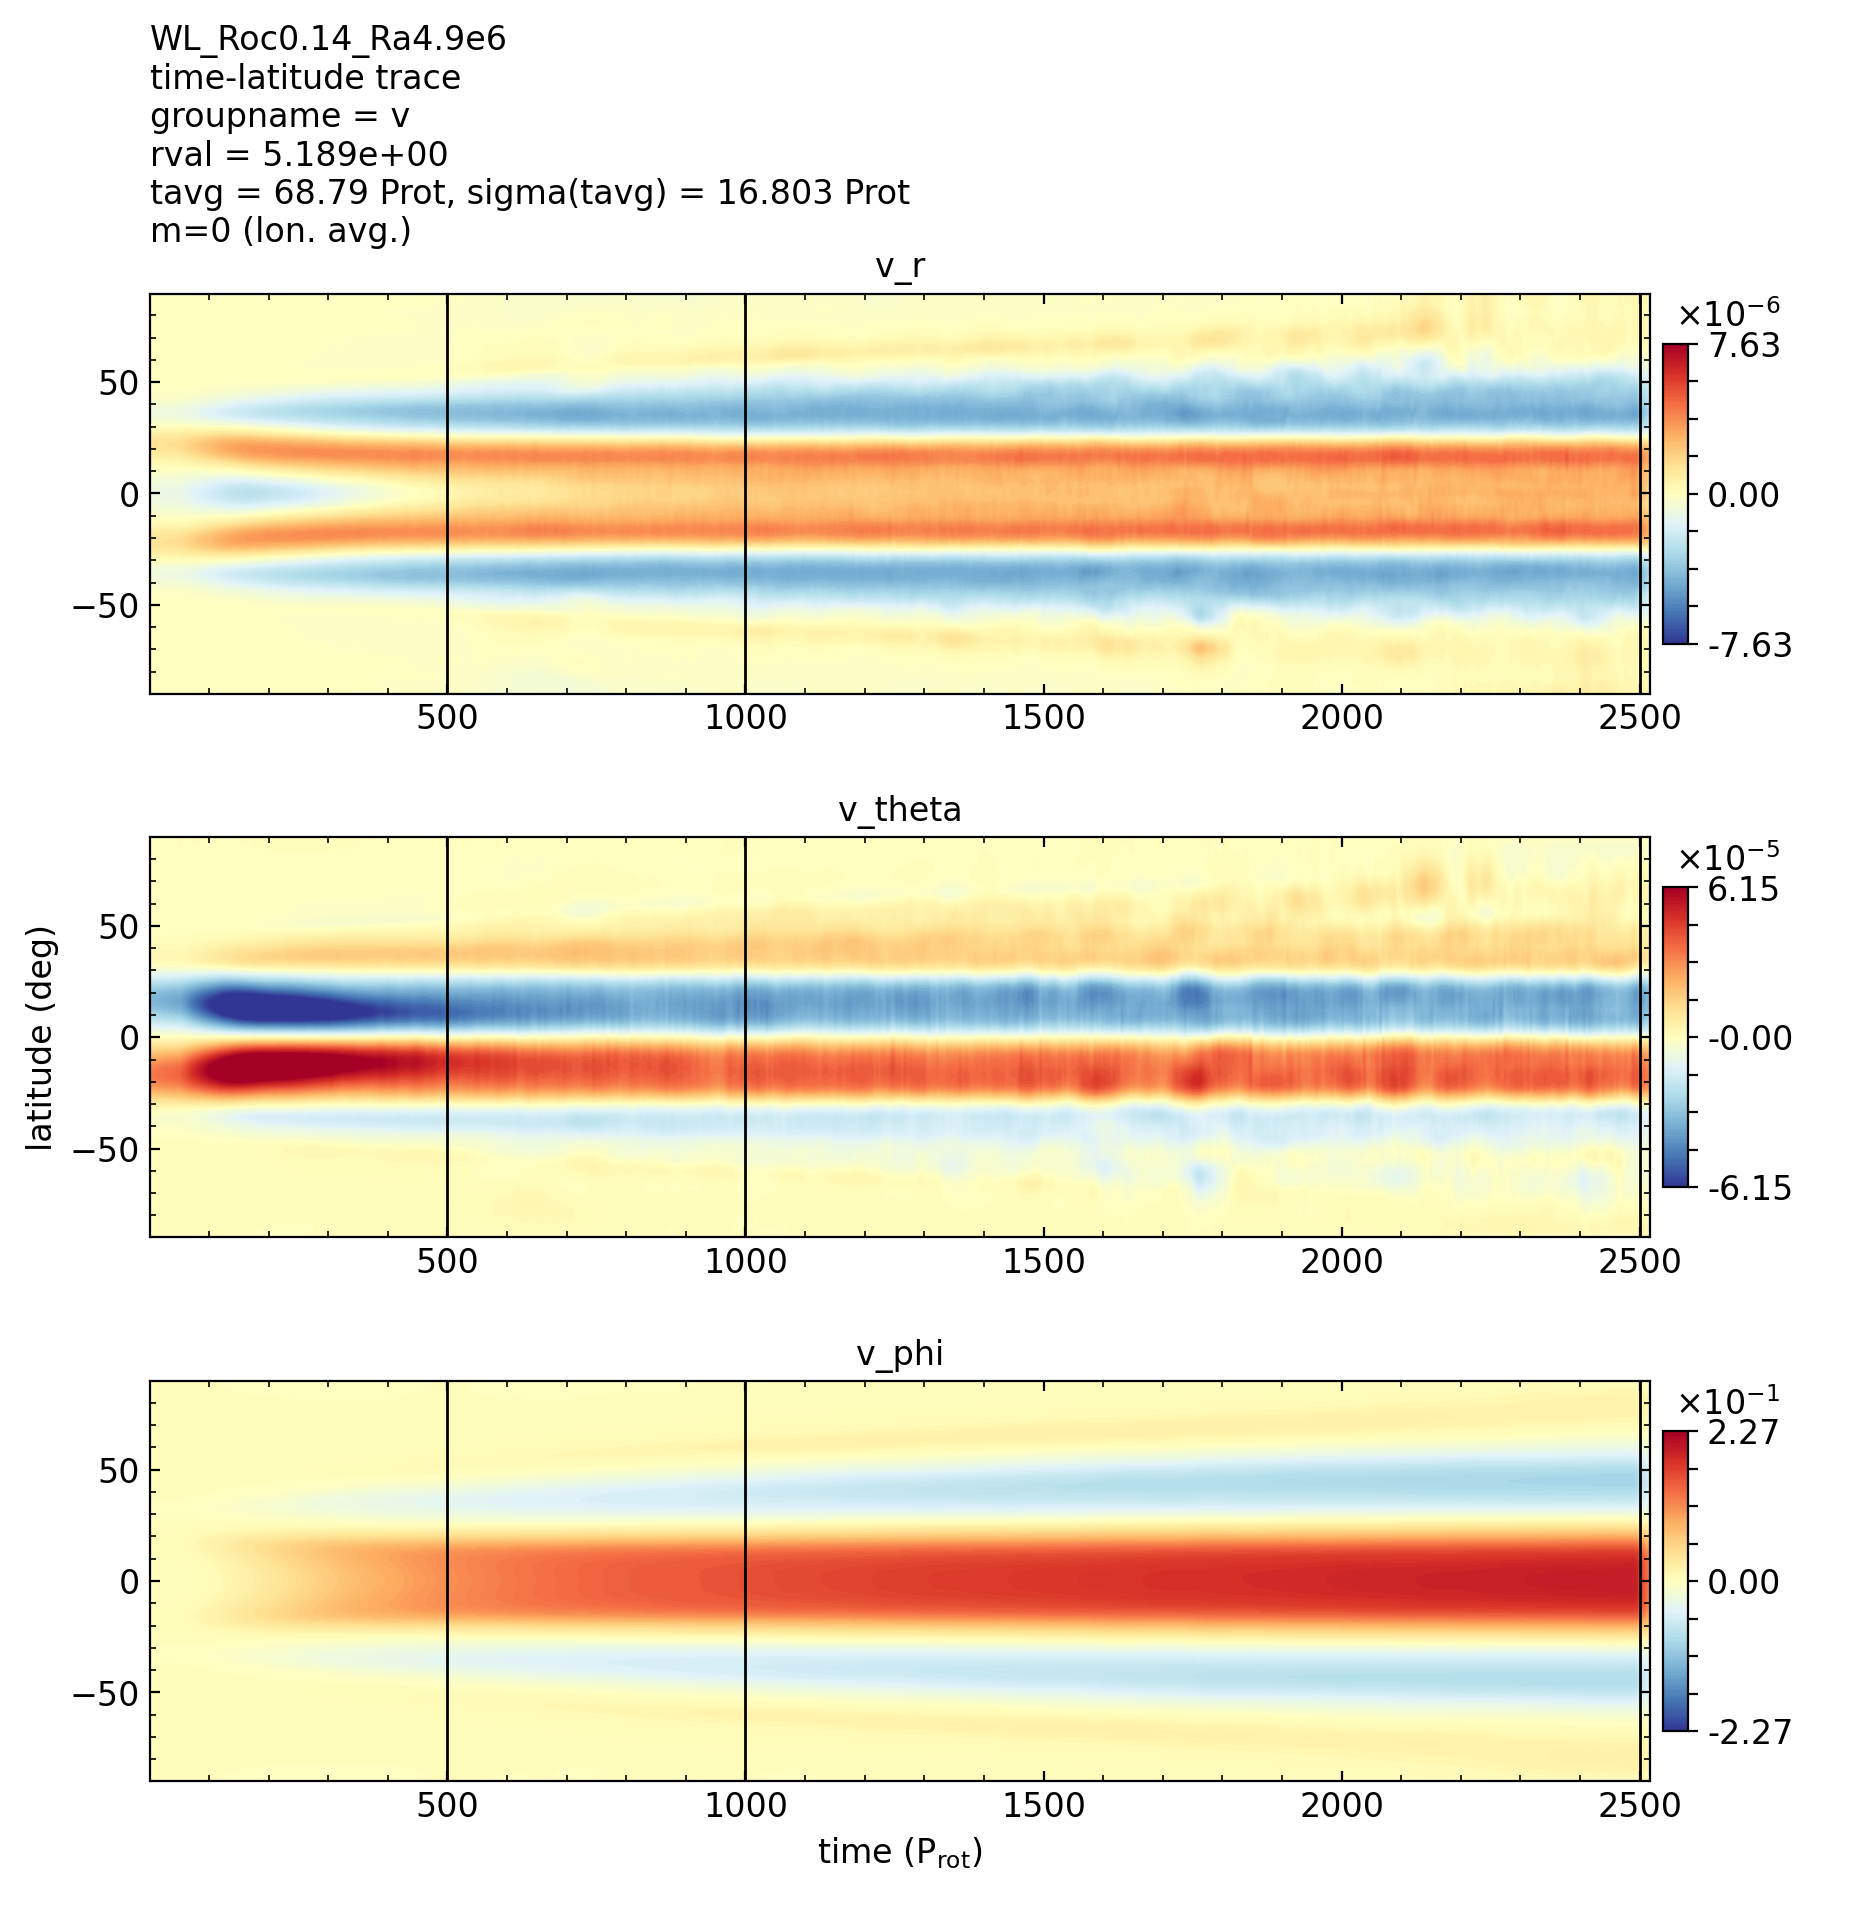 WL_Roc0.14_Ra4.9e6
time-latitude trace
groupname = v
rval = 5.189e+00
tavg = 68.79 Prot, sigma(tavg) = 16.803 Prot
m=0 (lon. avg.)
v_r
×10⁻⁶
7.63
0.00
-7.63
50
0
−50
500 1000 1500 2000 2500
v_theta
×10⁻⁵
6.15
-0.00
-6.15
latitude (deg)
50
0
−50
500 1000 1500 2000 2500
v_phi
×10⁻¹
2.27
0.00
-2.27
50
0
−50
500 1000 1500 2000 2500
time (P_rot)